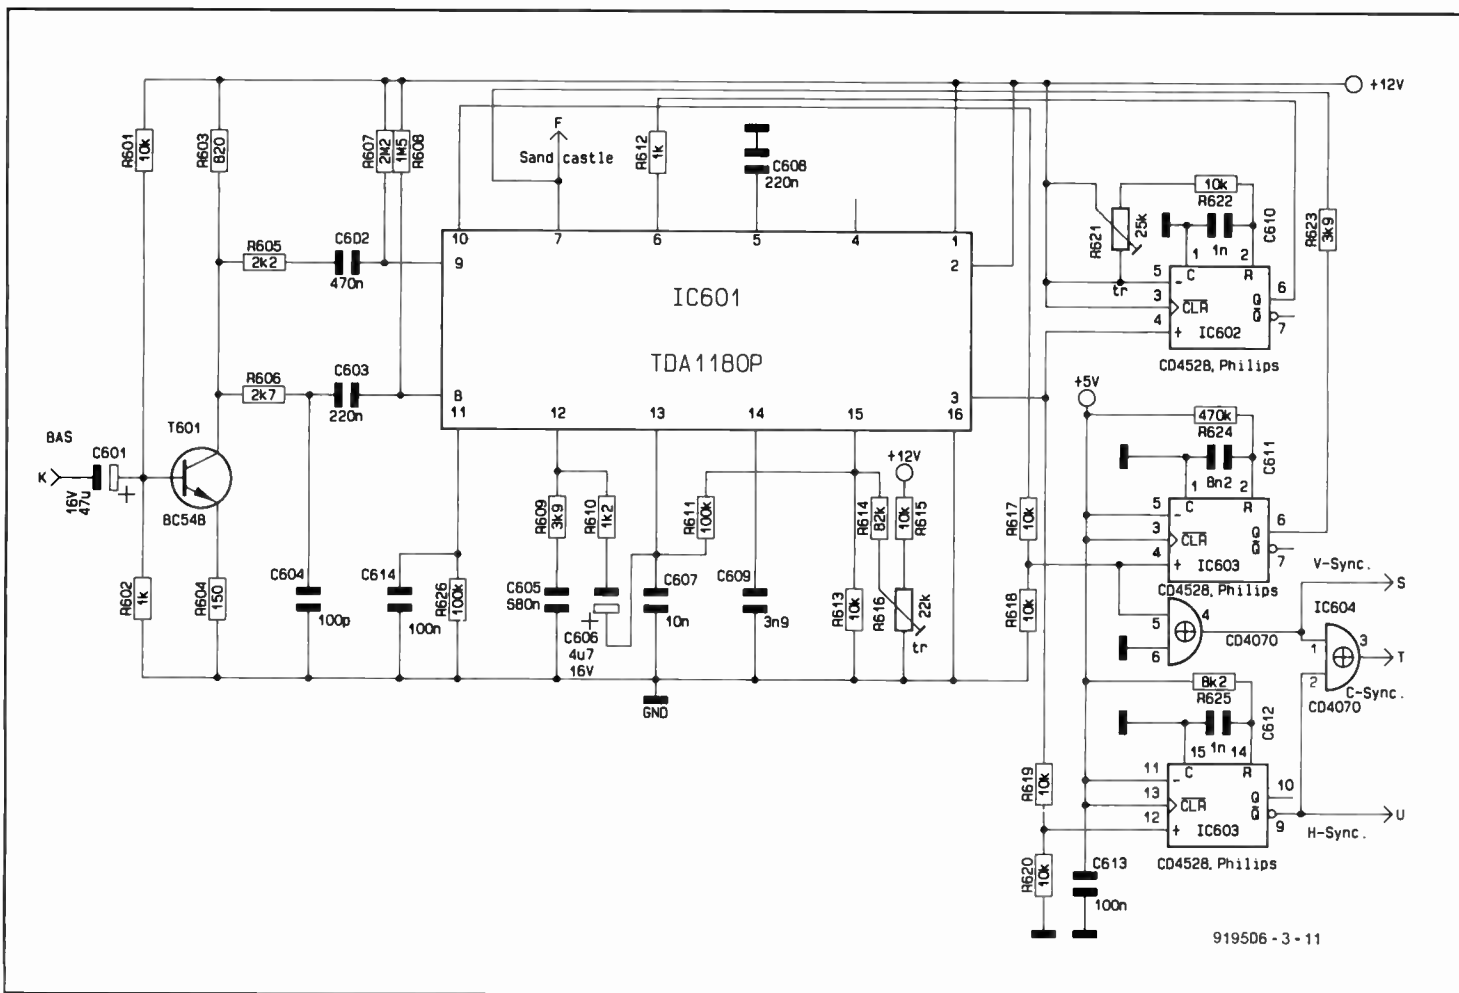 +12V
R601
10k
R603
820
R607
2M2
1M5
R608
F
Sand castle
R612
1k
C608
220n
10k
R622
R621
25k
1n
C610
R623
3k9
R605
2k2
C602
470n
10
7
6
5
4
1
9
2
IC601
TDA1180P
1
2
5
-
C
R
3
CLR
4
+
Q
6
Q
7
IC602
tr
CD4528, Philips
R606
2k7
C603
220n
8
3
11
12
13
14
15
16
+5V
470k
R624
8n2
C611
BAS
K
C601
+
16V
47u
T601
BC548
R609
3k9
R610
1k2
R611
100k
+12V
R614
82k
10k
R615
R617
10k
1
2
5
-
C
R
3
CLR
4
+
Q
6
Q
7
IC603
CD4528, Philips
R602
1k
R604
150
C604
100p
C614
100n
R626
100k
C605
580n
+
C606
4u7
16V
C607
10n
C609
3n9
R613
10k
R616
22k
tr
R618
10k
5
6
4
CD4070
V-Sync.
S
IC604
1
2
3
T
C-Sync.
CD4070
GND
8k2
R625
1n
C612
15
14
R619
10k
11
-
C
R
13
CLR
12
+
Q
10
Q
9
IC603
CD4528, Philips
H-Sync.
U
R620
10k
C613
100n
919506 - 3 - 11